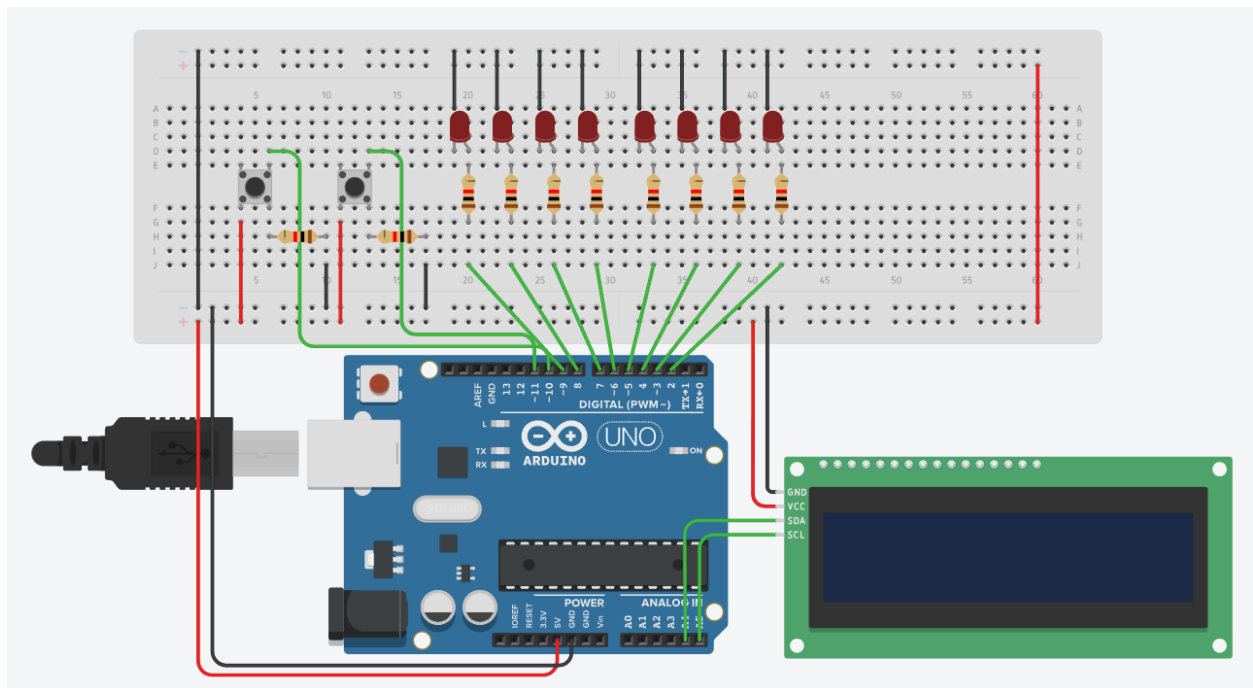 − −
+ +
5 10 15 20 25 30 35 40 45 50 55 60
A A
B B
C C
D D
E E
F F
G G
H H
I I
J J
5 10 15 20 25 30 35 40 45 50 55 60
− −
+ +
AREF GND 13 12 ~11 ~10 ~9 8 7 ~6 ~5 4 ~3 2 TX→1 RX←0
DIGITAL (PWM~)
L
TX
RX
UNO
ON
ARDUINO
GND
VCC
SDA
SCL
POWER ANALOG IN
IOREF RESET 3.3V 5V GND GND Vin A0 A1 A2 A3 A4 A5